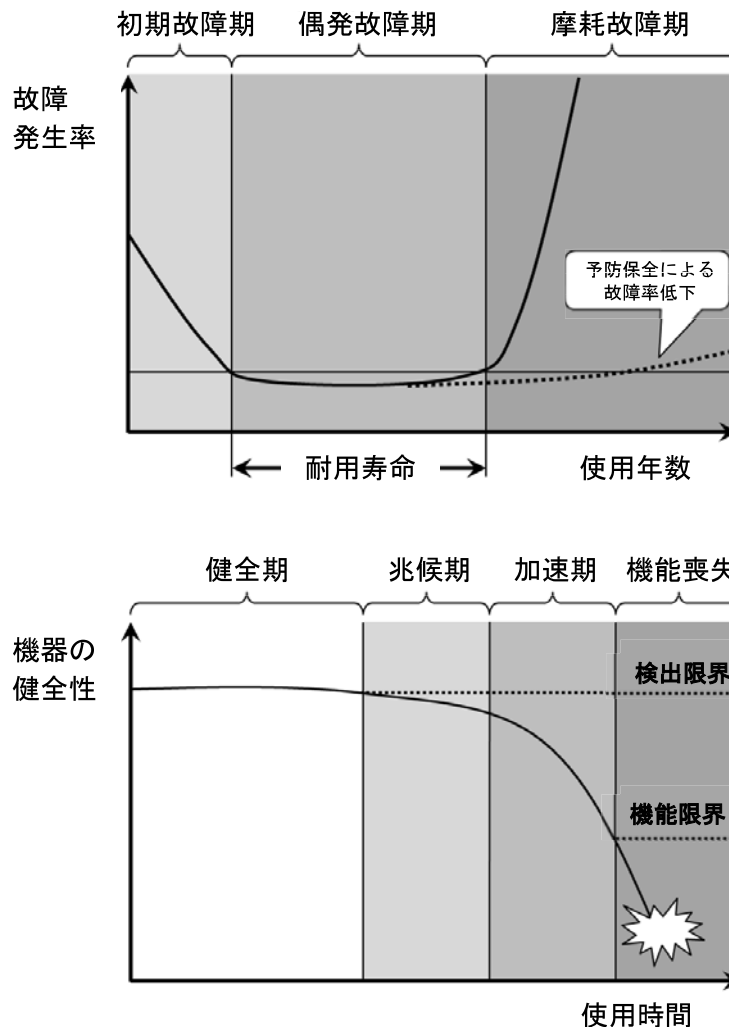 初期故障期 偶発故障期 摩耗故障期
故障
発生率
予防保全による
故障率低下
耐用寿命 使用年数
健全期 兆候期 加速期 機能喪失
機器の
健全性
検出限界
機能限界
使用時間